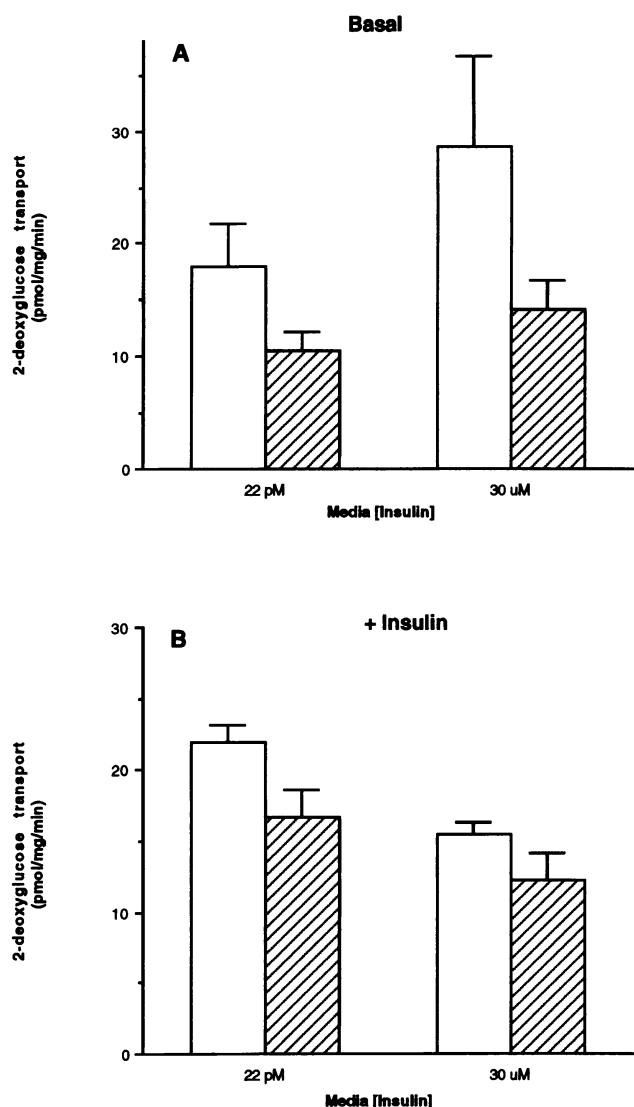 Basal
A
2-deoxyglucose transport
(pmol/mg/min)
30
20
10
0
22 pM
30 uM
Media [Insulin]
+ Insulin
B
2-deoxyglucose transport
(pmol/mg/min)
30
20
10
0
22 pM
30 uM
Media [Insulin]